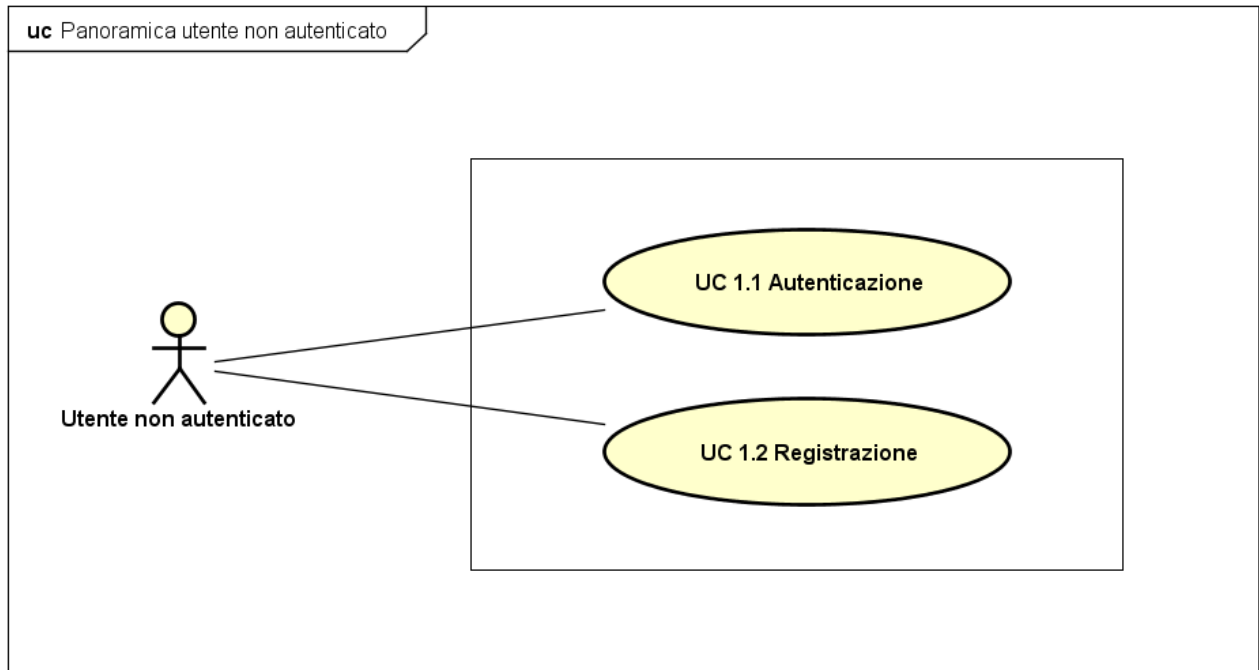 uc Panoramica utente non autenticato
UC 1.1 Autenticazione
Utente non autenticato
UC 1.2 Registrazione